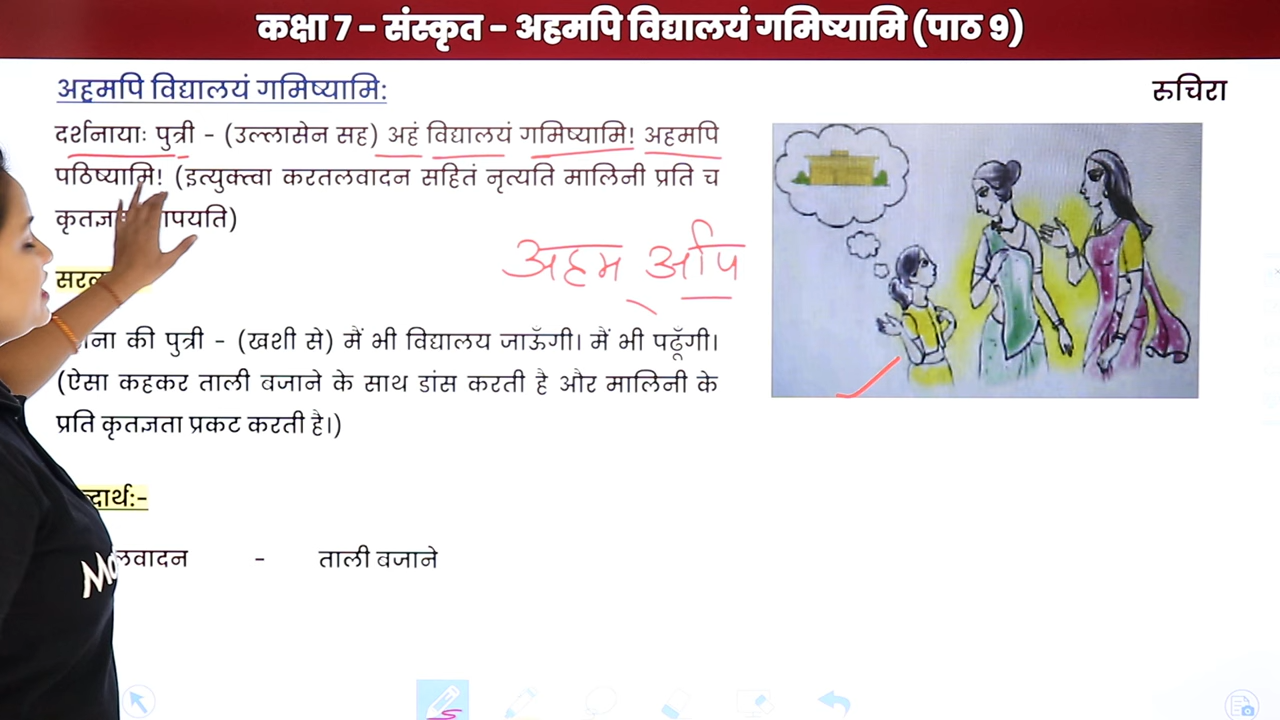 कक्षा 7 - संस्कृत - अहमपि विद्यालयं गमिष्यामि (पाठ 9)
अहमपि विद्यालयं गमिष्यामि:
रुचिरा
दर्शनायाः पुत्री - (उल्लासेन सह) अहं विद्यालयं गमिष्यामि! अहमपि
पठिष्यामि! (इत्युक्त्वा करतलवादन सहितं नृत्यति मालिनी प्रति च
अहम् अपि
की पुत्री - (खशी से) मैं भी विद्यालय जाऊँगी। मैं भी पढूँगी।
(ऐसा कहकर ताली बजाने के साथ डांस करती है और मालिनी के
प्रति कृतज्ञता प्रकट करती है।)
- ताली बजाने